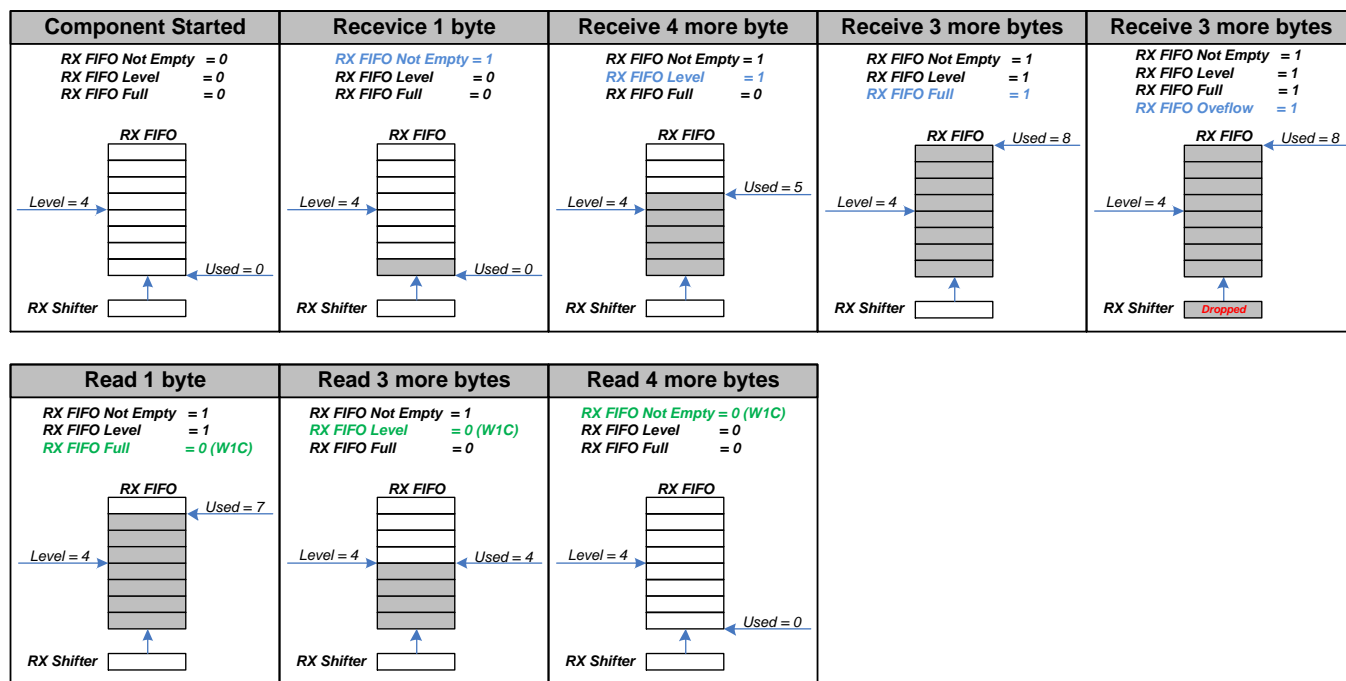 Component Started
RX FIFO Not Empty = 0
RX FIFO Level = 0
RX FIFO Full = 0
RX FIFO
Level = 4
Used = 0
RX Shifter
Recevice 1 byte
RX FIFO Not Empty = 1
RX FIFO Level = 0
RX FIFO Full = 0
RX FIFO
Level = 4
Used = 0
RX Shifter
Receive 4 more byte
RX FIFO Not Empty = 1
RX FIFO Level = 1
RX FIFO Full = 0
RX FIFO
Used = 5
Level = 4
RX Shifter
Receive 3 more bytes
RX FIFO Not Empty = 1
RX FIFO Level = 1
RX FIFO Full = 1
RX FIFO
Used = 8
Level = 4
RX Shifter
Receive 3 more bytes
RX FIFO Not Empty = 1
RX FIFO Level = 1
RX FIFO Full = 1
RX FIFO Oveflow = 1
RX FIFO
Used = 8
Level = 4
RX Shifter
Dropped
Read 1 byte
RX FIFO Not Empty = 1
RX FIFO Level = 1
RX FIFO Full = 0 (W1C)
RX FIFO
Used = 7
Level = 4
RX Shifter
Read 3 more bytes
RX FIFO Not Empty = 1
RX FIFO Level = 0 (W1C)
RX FIFO Full = 0
RX FIFO
Level = 4
Used = 4
RX Shifter
Read 4 more bytes
RX FIFO Not Empty = 0 (W1C)
RX FIFO Level = 0
RX FIFO Full = 0
RX FIFO
Level = 4
Used = 0
RX Shifter